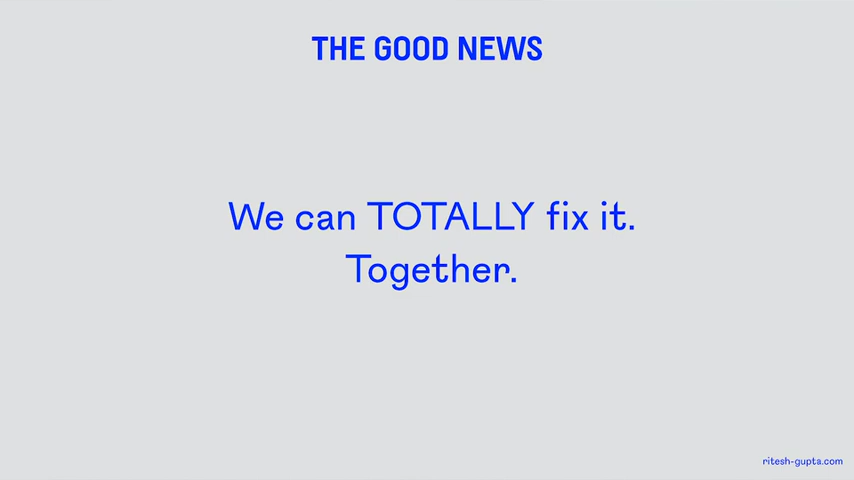 THE GOOD NEWS
We can TOTALLY fix it.
Together.
ritesh-gupta.com